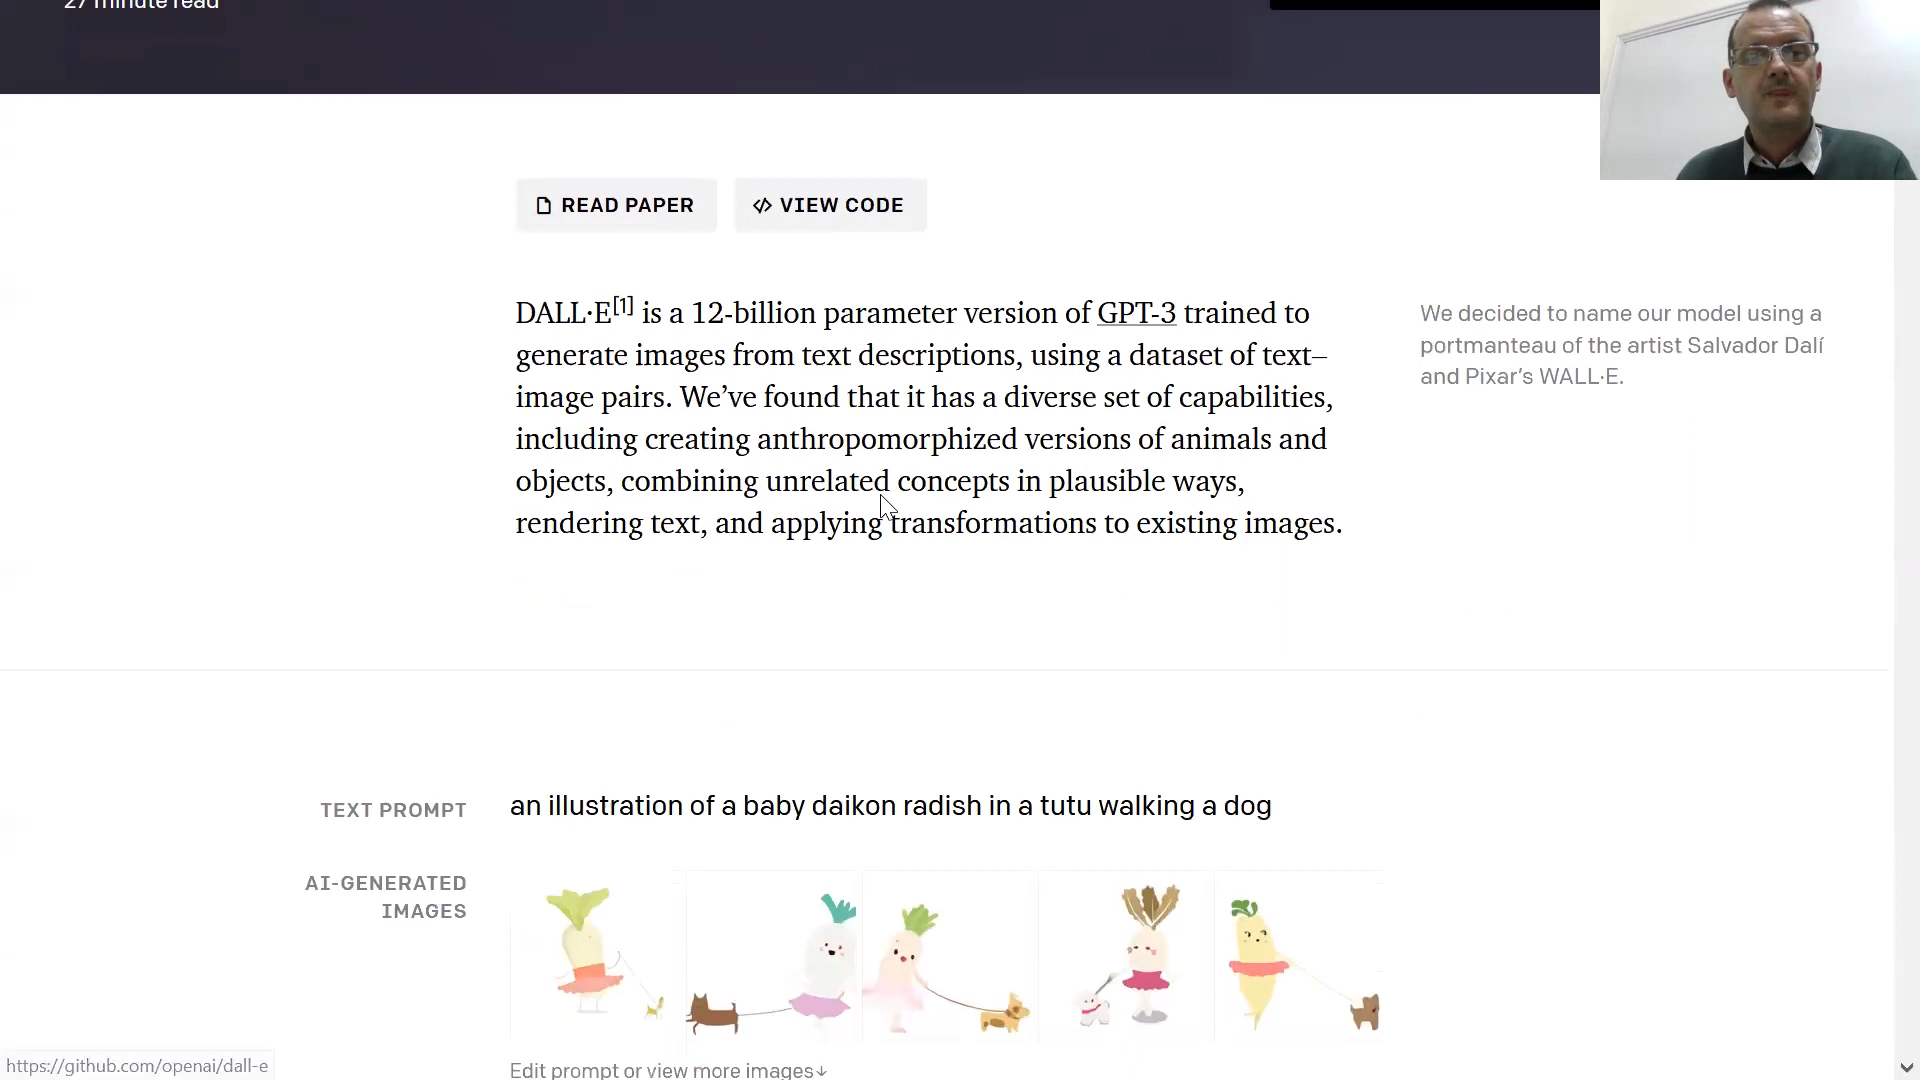 27 minute read
READ PAPER
VIEW CODE
DALL·E[1] is a 12-billion parameter version of GPT-3 trained to
generate images from text descriptions, using a dataset of text–
image pairs. We’ve found that it has a diverse set of capabilities,
including creating anthropomorphized versions of animals and
objects, combining unrelated concepts in plausible ways,
rendering text, and applying transformations to existing images.
We decided to name our model using a
portmanteau of the artist Salvador Dalí
and Pixar’s WALL·E.
TEXT PROMPT
an illustration of a baby daikon radish in a tutu walking a dog
AI-GENERATED
IMAGES
Edit prompt or view more images↓
https://github.com/openai/dall-e